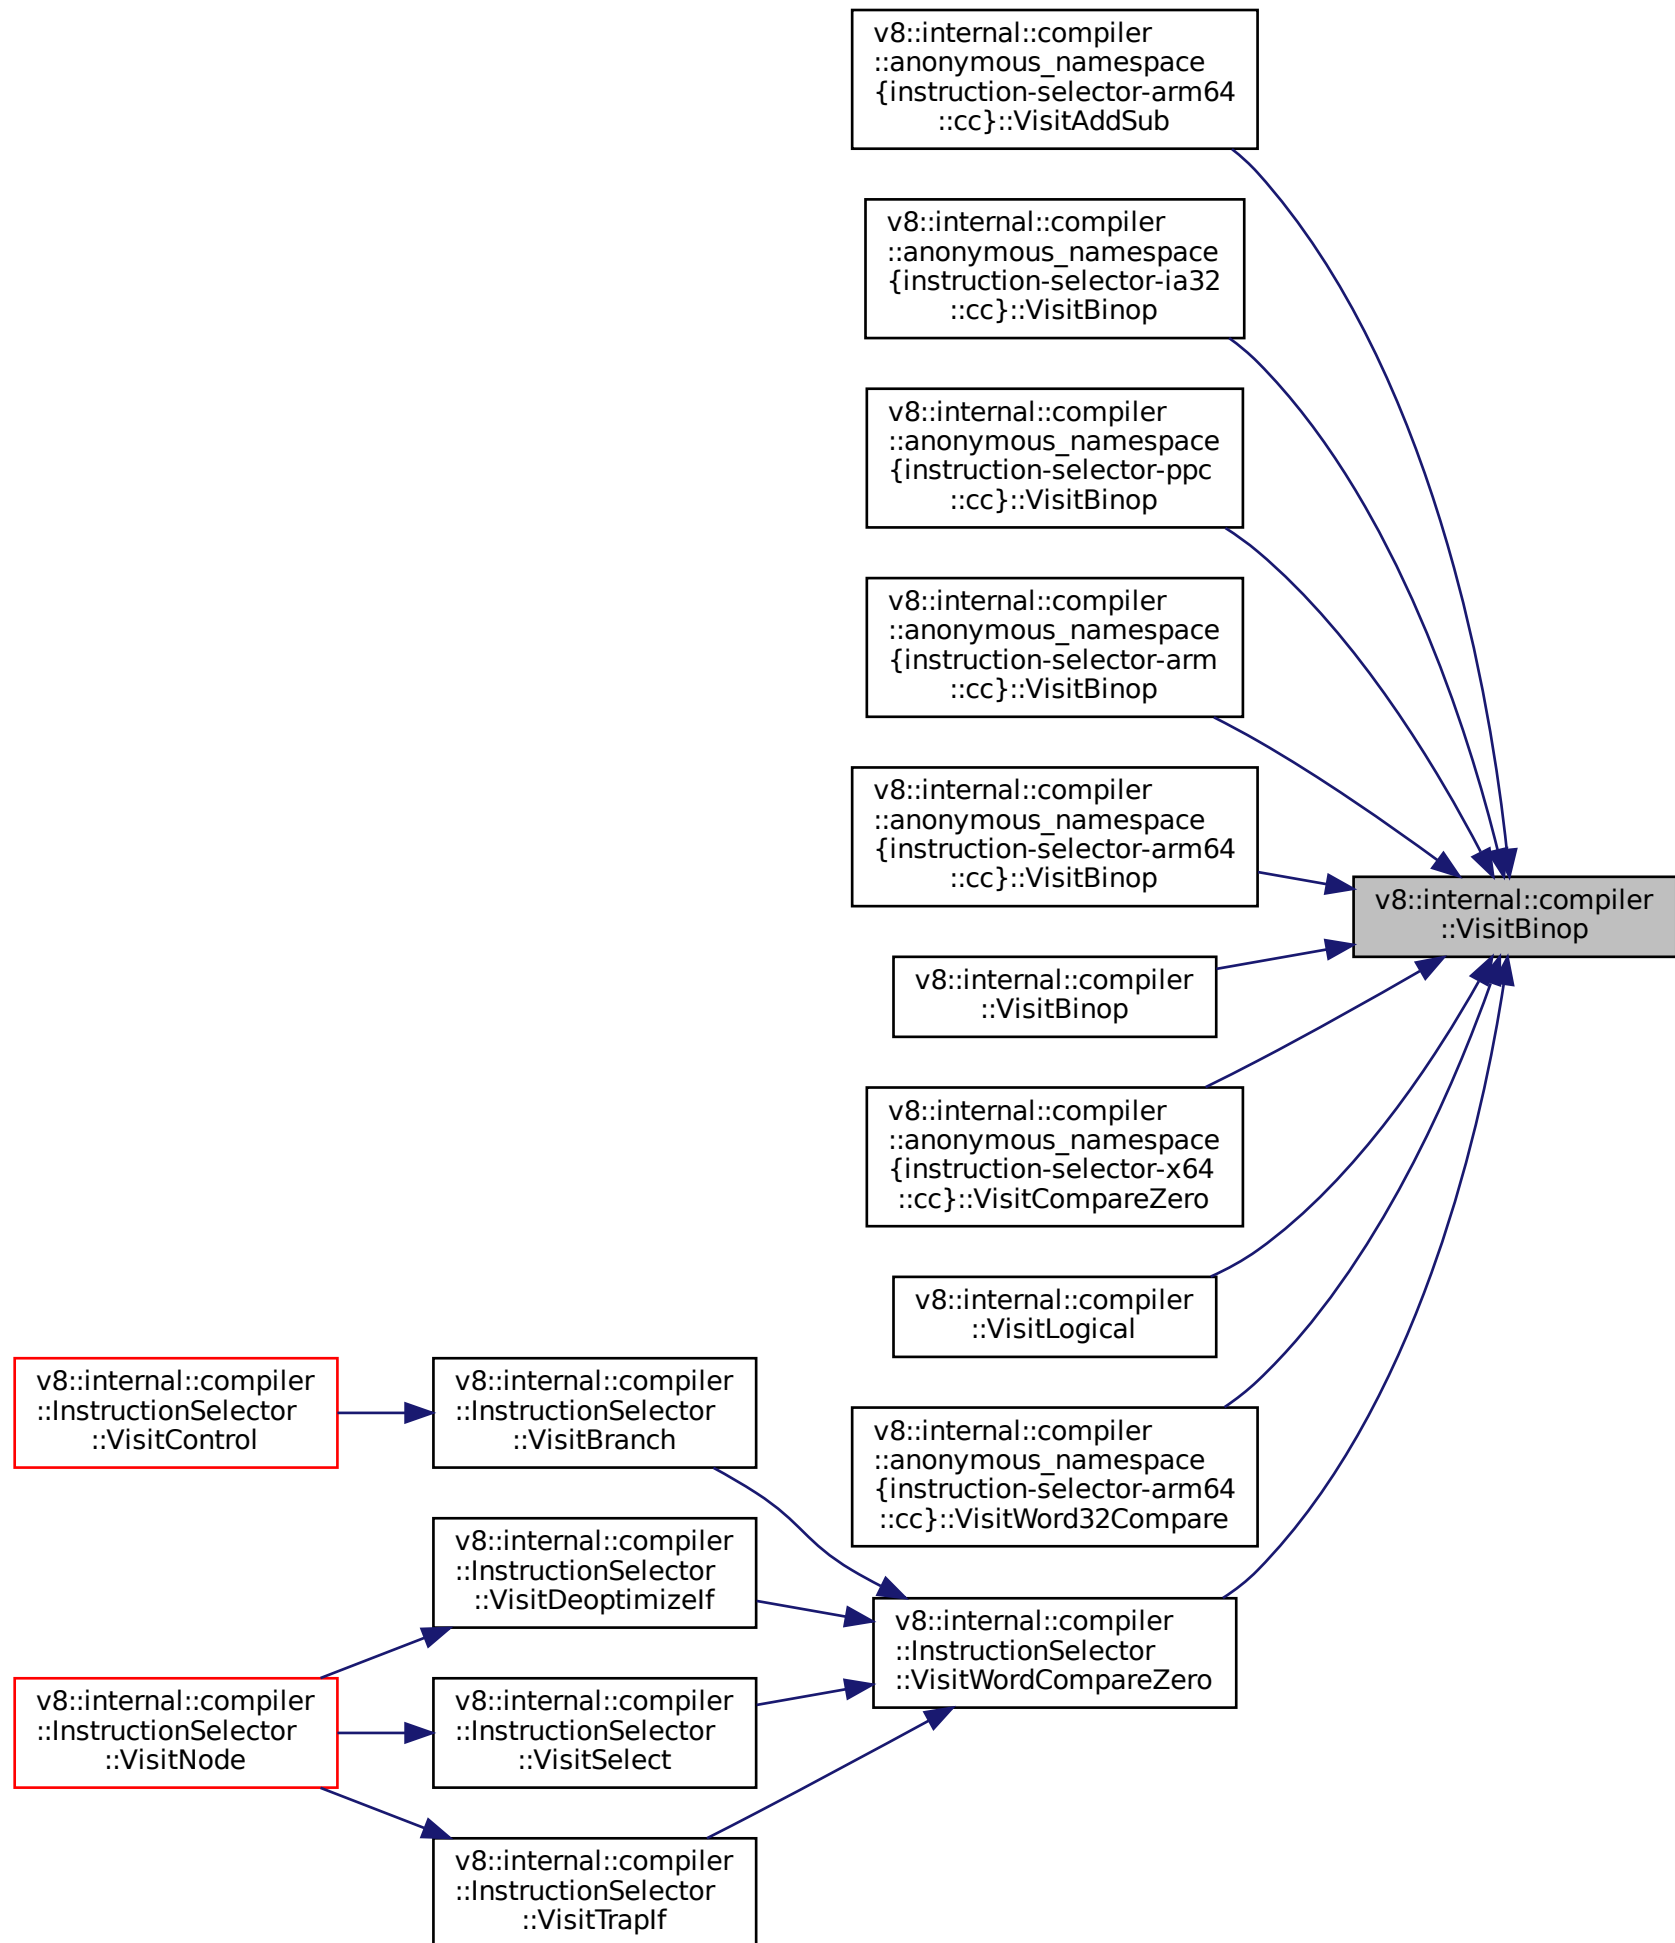 v8::internal::compiler
::anonymous_namespace
{instruction-selector-arm64
::cc}::VisitAddSub
v8::internal::compiler
::anonymous_namespace
{instruction-selector-ia32
::cc}::VisitBinop
v8::internal::compiler
::anonymous_namespace
{instruction-selector-ppc
::cc}::VisitBinop
v8::internal::compiler
::anonymous_namespace
{instruction-selector-arm
::cc}::VisitBinop
v8::internal::compiler
::anonymous_namespace
{instruction-selector-arm64
::cc}::VisitBinop
v8::internal::compiler
::VisitBinop
v8::internal::compiler
::VisitBinop
v8::internal::compiler
::anonymous_namespace
{instruction-selector-x64
::cc}::VisitCompareZero
v8::internal::compiler
::VisitLogical
v8::internal::compiler
::InstructionSelector
::VisitControl
v8::internal::compiler
::InstructionSelector
::VisitBranch
v8::internal::compiler
::anonymous_namespace
{instruction-selector-arm64
::cc}::VisitWord32Compare
v8::internal::compiler
::InstructionSelector
::VisitDeoptimizeIf
v8::internal::compiler
::InstructionSelector
::VisitWordCompareZero
v8::internal::compiler
::InstructionSelector
::VisitNode
v8::internal::compiler
::InstructionSelector
::VisitSelect
v8::internal::compiler
::InstructionSelector
::VisitTrapIf